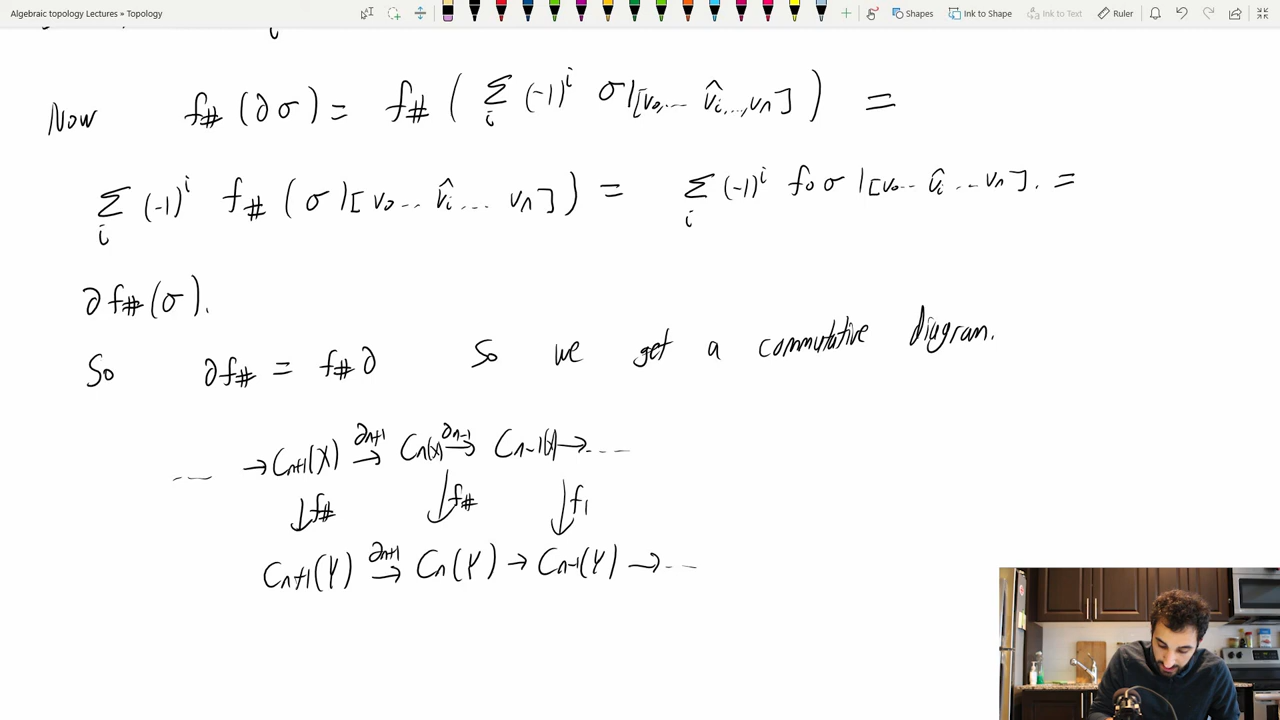 Algebraic topology Lectures » Topology
Shapes Ink to Shape Ink to Text Ruler
Now f# (∂σ) = f# ( Σ_i (-1)^i σ|[v0,... v̂i,...,vn] ) =
Σ_i (-1)^i f# (σ|[v0... v̂i... vn]) = Σ_i (-1)^i f∘σ|[v0... v̂i...vn]. =
∂f#(σ).
So ∂f# = f#∂ So we get a commutative diagram.
... → Cn+1(X) ∂n+1 → Cn(X) ∂n-1 → Cn-1(X) → ...
↓f# ↓f# ↓f1
Cn+1(Y) ∂n+1 → Cn(Y) → Cn-1(Y) → ...